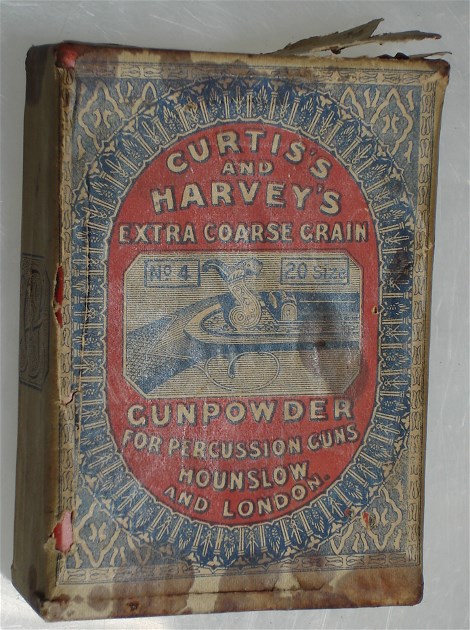 CURTIS'S
AND
HARVEY'S
EXTRA COARSE GRAIN
No 4 20 Size
GUNPOWDER
FOR PERCUSSION GUNS
HOUNSLOW
AND LONDON.